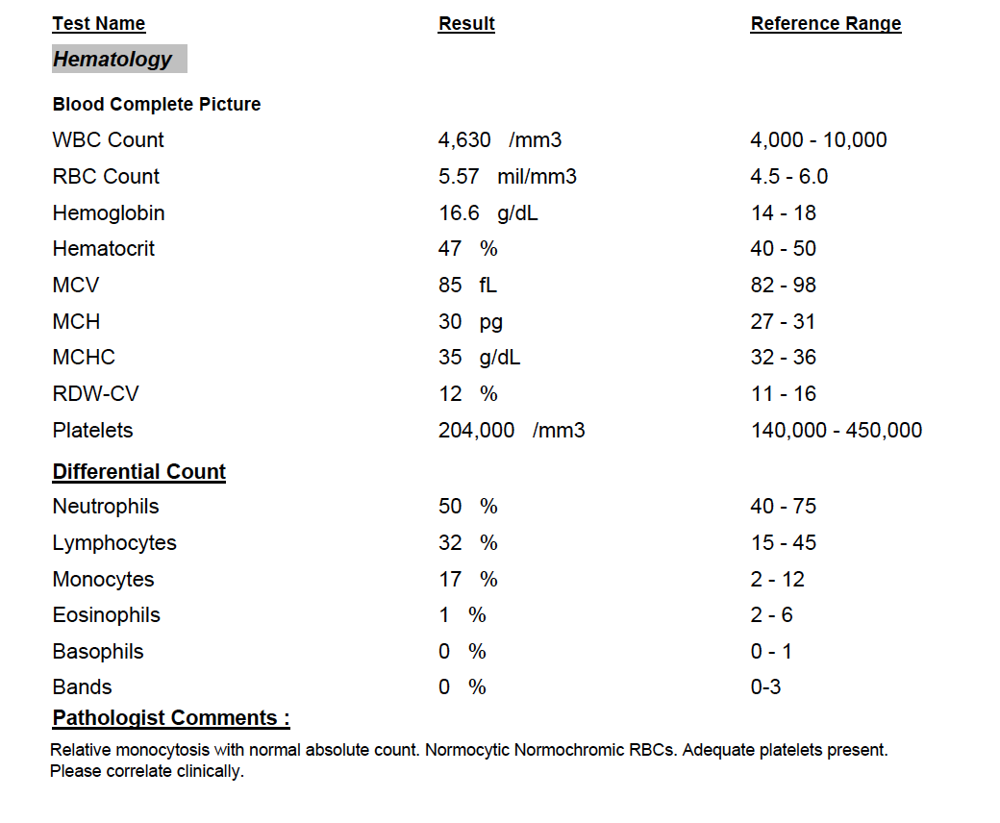 Test Name Result Reference Range
Hematology
Blood Complete Picture
WBC Count 4,630 /mm3 4,000 - 10,000
RBC Count 5.57 mil/mm3 4.5 - 6.0
Hemoglobin 16.6 g/dL 14 - 18
Hematocrit 47 % 40 - 50
MCV 85 fL 82 - 98
MCH 30 pg 27 - 31
MCHC 35 g/dL 32 - 36
RDW-CV 12 % 11 - 16
Platelets 204,000 /mm3 140,000 - 450,000
Differential Count
Neutrophils 50 % 40 - 75
Lymphocytes 32 % 15 - 45
Monocytes 17 % 2 - 12
Eosinophils 1 % 2 - 6
Basophils 0 % 0 - 1
Bands 0 % 0-3
Pathologist Comments :
Relative monocytosis with normal absolute count. Normocytic Normochromic RBCs. Adequate platelets present.
Please correlate clinically.